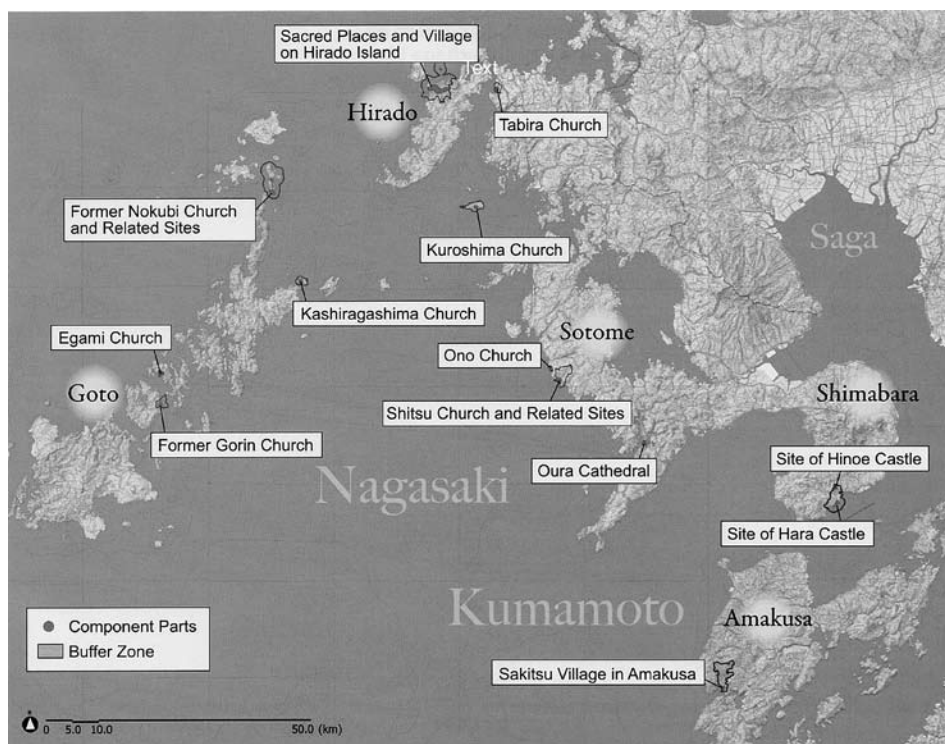 Sacred Places and Village
on Hirado Island
Text
Hirado
Tabira Church
Former Nokubi Church
and Related Sites
Kuroshima Church
Saga
Kashiragashima Church
Sotome
Egami Church
Ono Church
Goto
Shitsu Church and Related Sites
Shimabara
Former Gorin Church
Oura Cathedral
Site of Hinoe Castle
Nagasaki
Site of Hara Castle
Kumamoto
Amakusa
Component Parts
Buffer Zone
Sakitsu Village in Amakusa
0 5.0 10.0 50.0 (km)